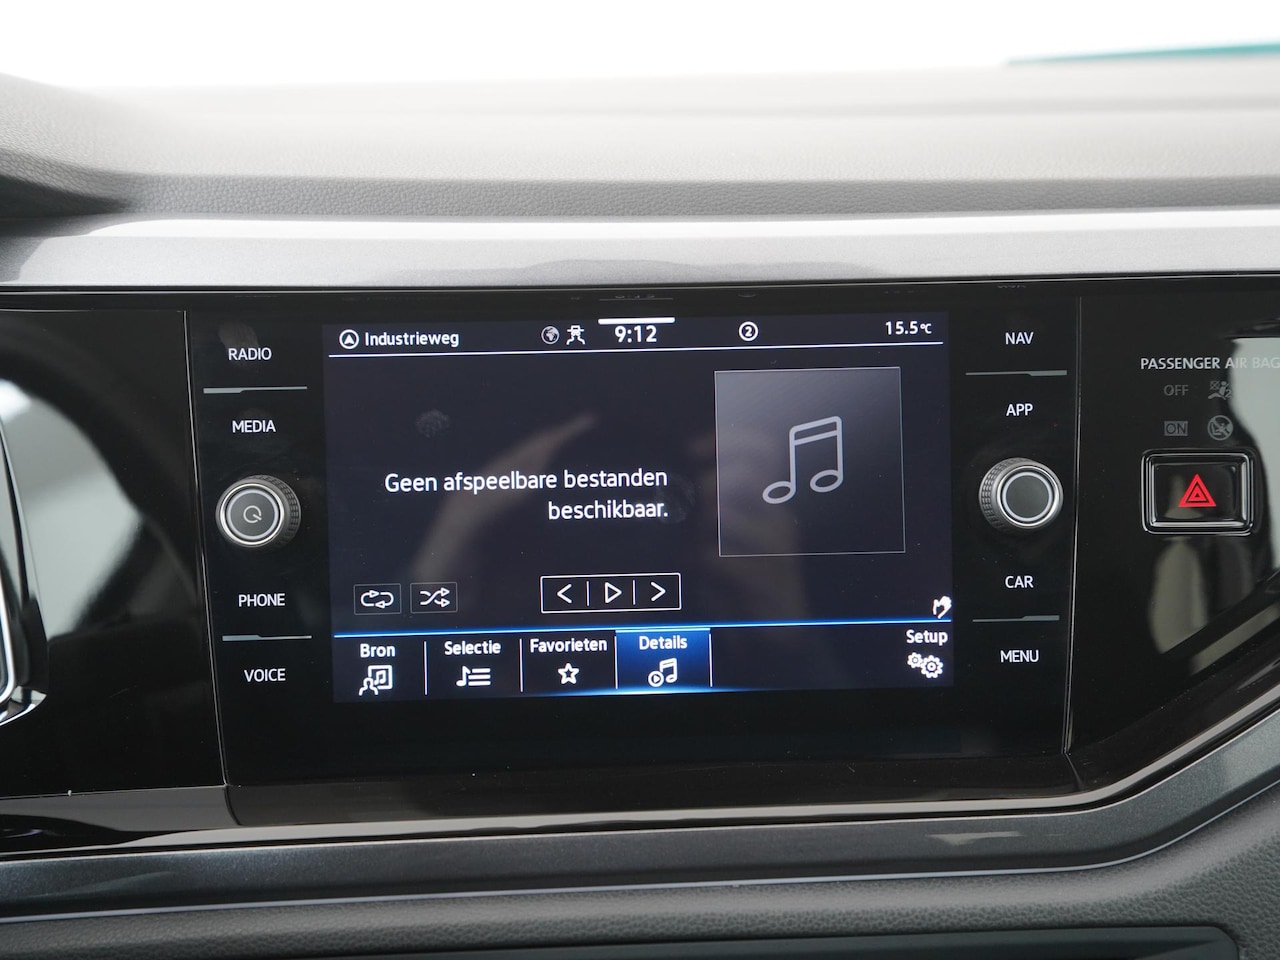 RADIO
MEDIA
PHONE
VOICE
Industrieweg
9:12
2
15.5°C
Geen afspeelbare bestanden
beschikbaar.
Bron
Selectie
Favorieten
Details
Setup
NAV
APP
CAR
MENU
PASSENGER AIR BAG
OFF
ON